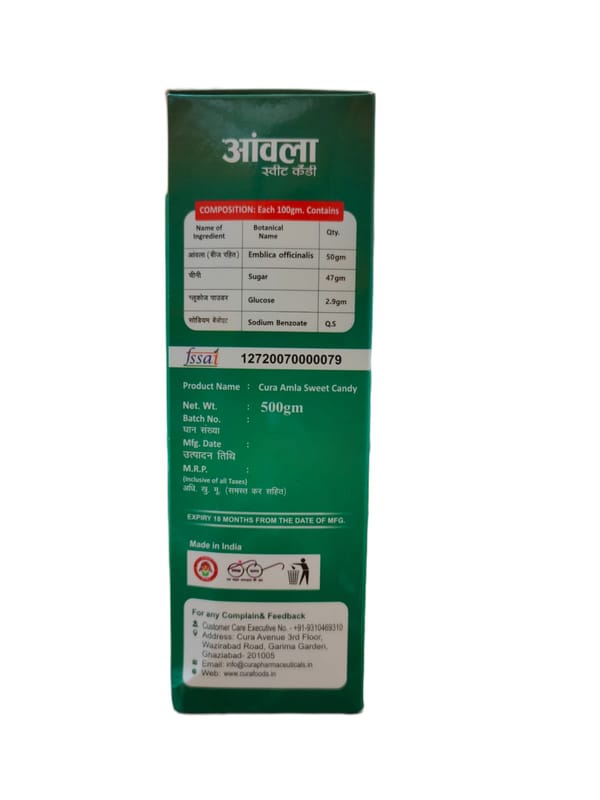 आंवला
स्वीट कैंडी
COMPOSITION: Each 100gm. Contains
Name of Ingredient Botanical Name Qty.
आंवला (बीज रहित) Emblica officinalis 50gm
चीनी Sugar 47gm
ग्लूकोज पाउडर Glucose 2.9gm
सोडियम बेंजोएट Sodium Benzoate Q.S
fssai 12720070000079
Product Name : Cura Amla Sweet Candy
Net. Wt. : 500gm
Batch No. :
घान संख्या
Mfg. Date :
उत्पादन तिथि
M.R.P. :
(Inclusive of all Taxes)
अधि. खु. मू. (समस्त कर सहित)
EXPIRY 18 MONTHS FROM THE DATE OF MFG.
Made in India
For any Complain& Feedback
Customer Care Executive No. - +91-9310469310
Address: Cura Avenue 3rd Floor,
Wazirabad Road, Garima Garden,
Ghaziabad- 201005
Email: info@curapharmaceuticals.in
Web: www.curafoods.in